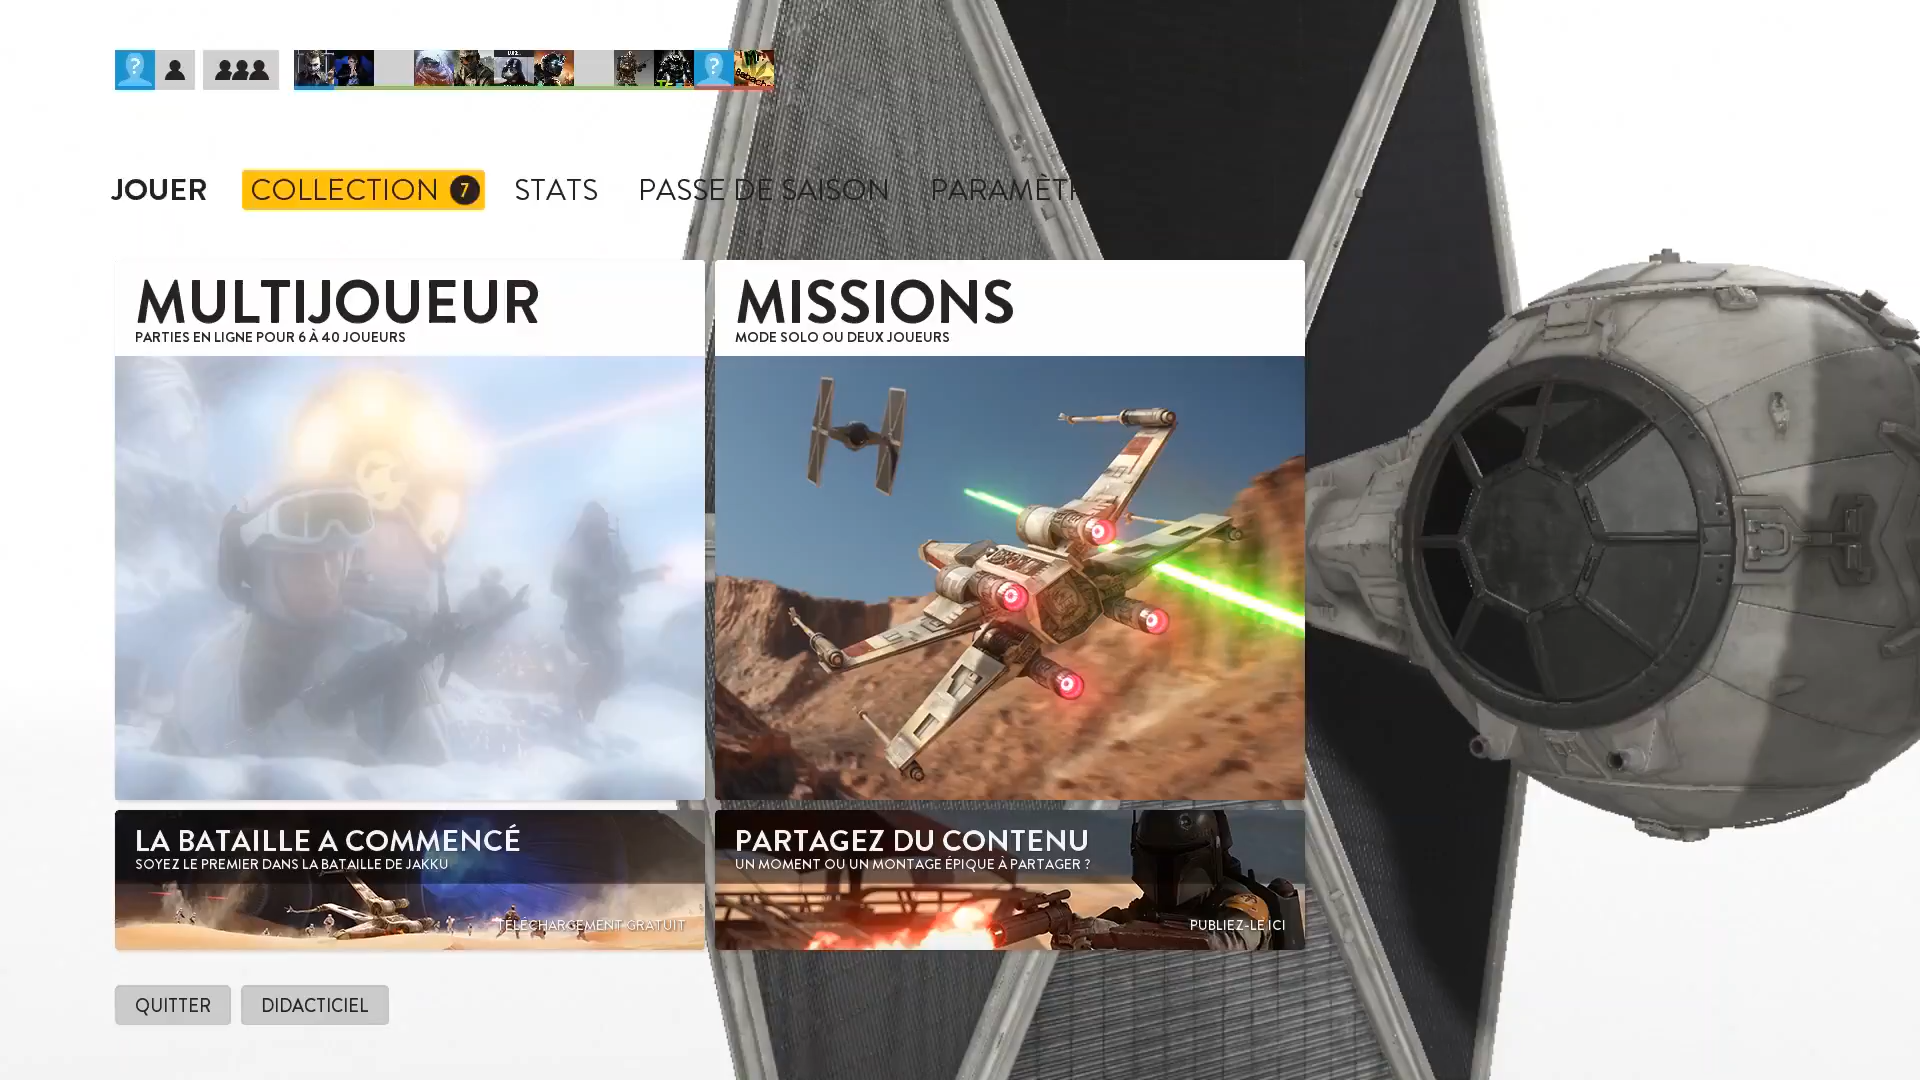 JOUER COLLECTION 7 STATS PASSE DE SAISON
MULTIJOUEUR
PARTIES EN LIGNE POUR 6 À 40 JOUEURS
MISSIONS
MODE SOLO OU DEUX JOUEURS
LA BATAILLE A COMMENCÉ
SOYEZ LE PREMIER DANS LA BATAILLE DE JAKKU
TÉLÉCHARGEMENT GRATUIT
PARTAGEZ DU CONTENU
UN MOMENT OU UN MONTAGE ÉPIQUE À PARTAGER ?
PUBLIEZ-LE ICI
QUITTER DIDACTICIEL